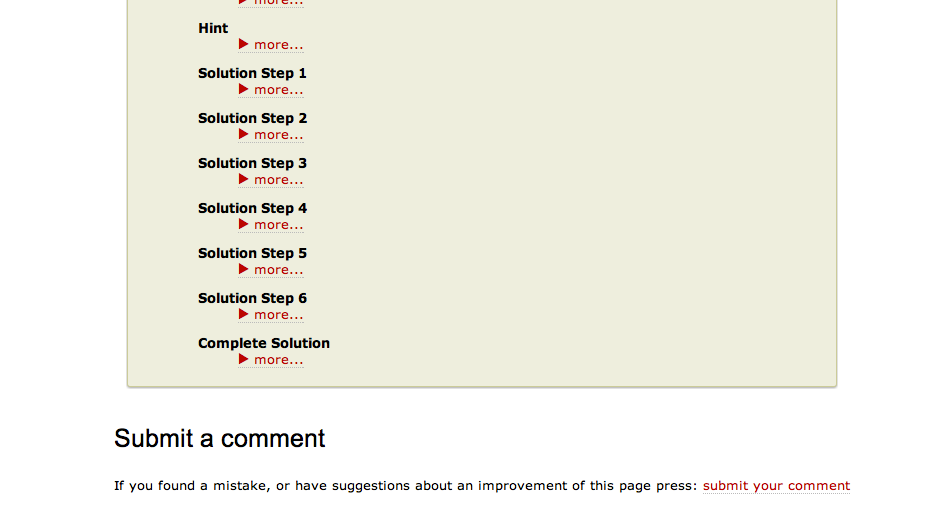 ▶ more...
Hint
▶ more...
Solution Step 1
▶ more...
Solution Step 2
▶ more...
Solution Step 3
▶ more...
Solution Step 4
▶ more...
Solution Step 5
▶ more...
Solution Step 6
▶ more...
Complete Solution
▶ more...
Submit a comment
If you found a mistake, or have suggestions about an improvement of this page press: submit your comment